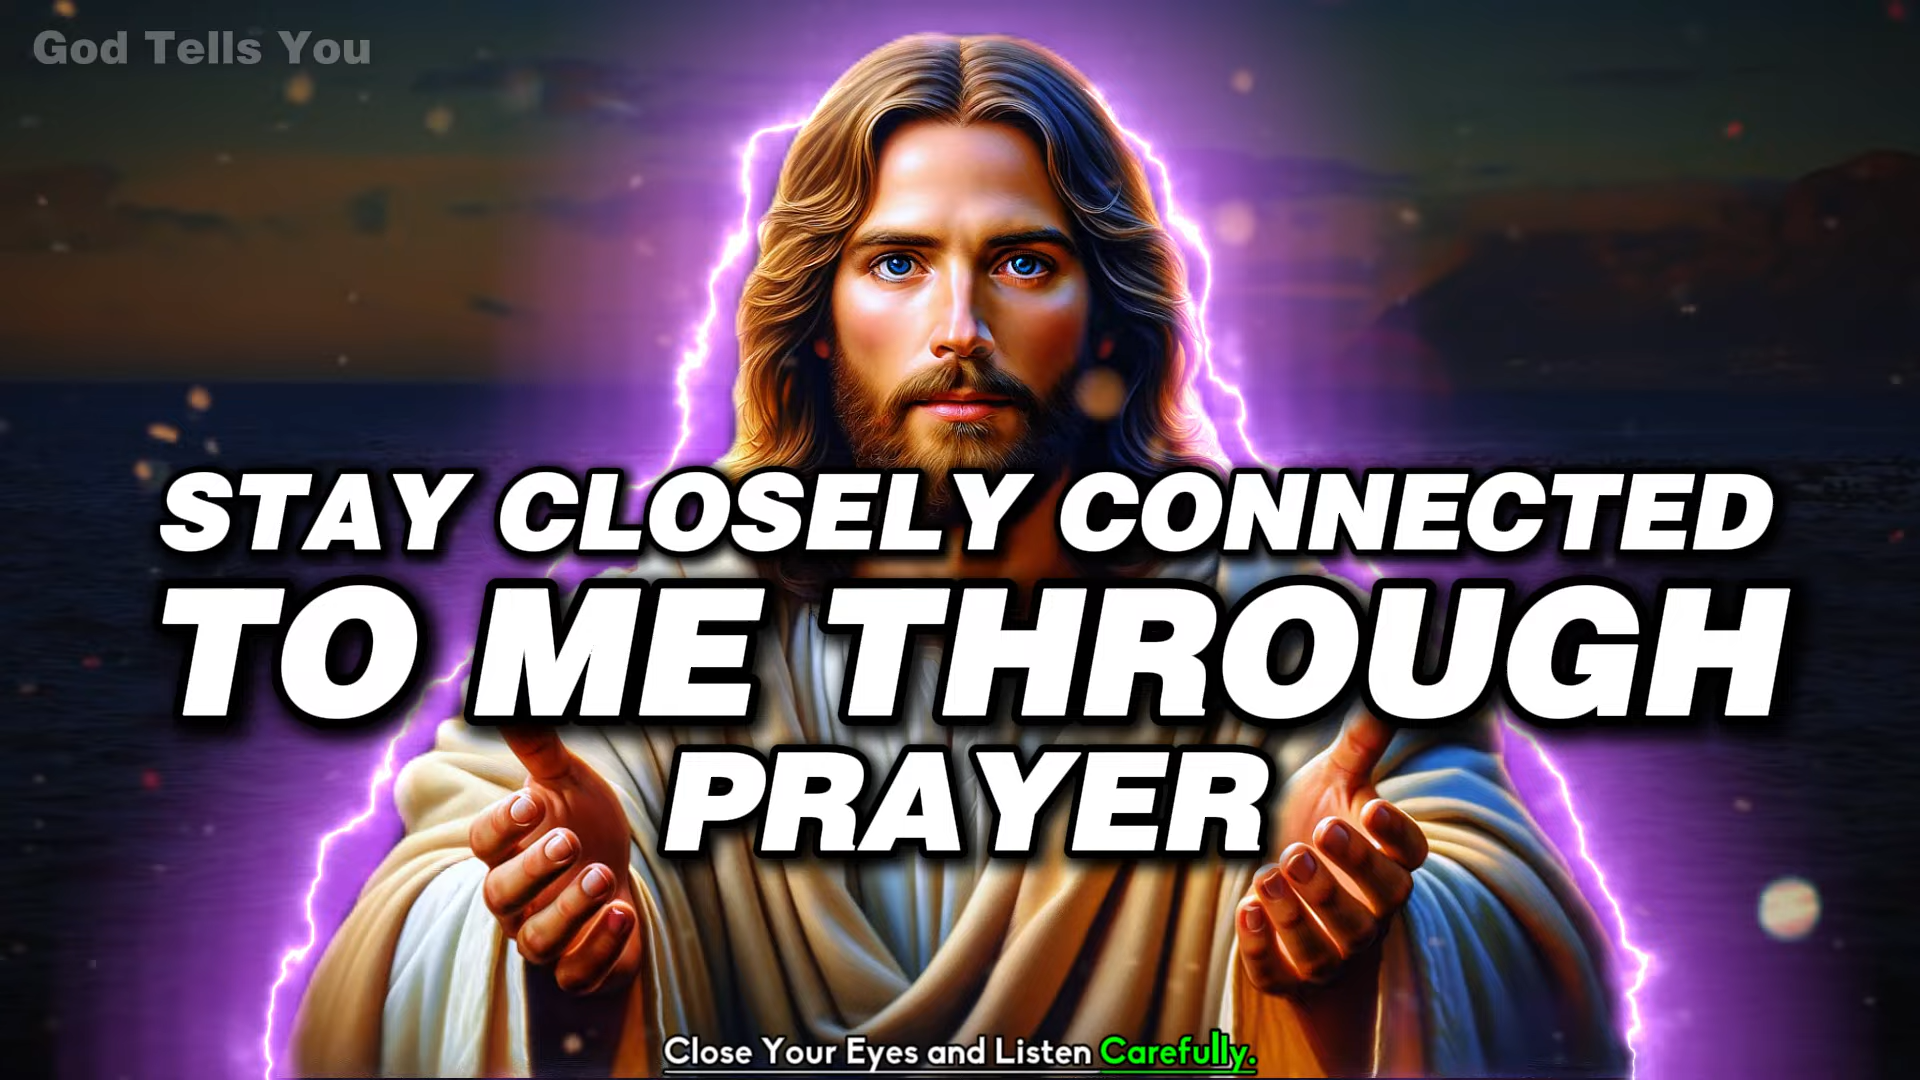 God Tells You
STAY CLOSELY CONNECTED
TO ME THROUGH
PRAYER
Close Your Eyes and Listen Carefully.